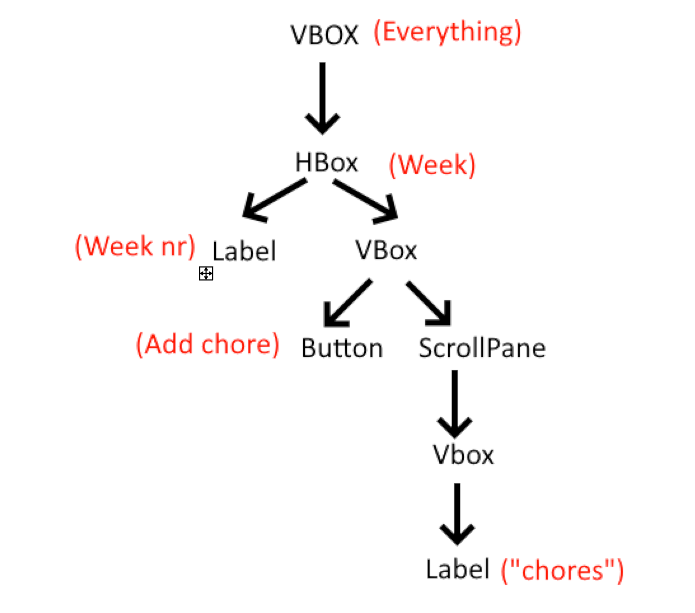 VBOX (Everything)
HBox (Week)
(Week nr) Label
VBox
(Add chore) Button
ScrollPane
Vbox
Label ("chores")